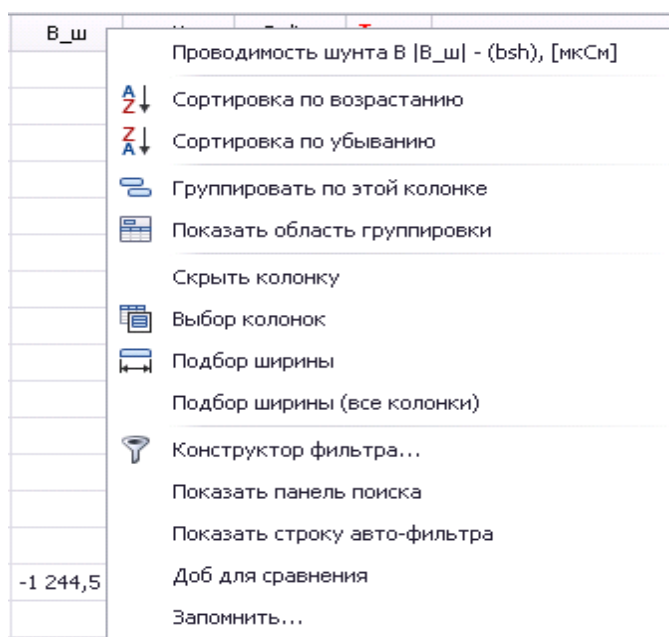 В_ш
Проводимость шунта B |В_ш| - (bsh), [мкСм]
Сортировка по возрастанию
Сортировка по убыванию
Группировать по этой колонке
Показать область группировки
Скрыть колонку
Выбор колонок
Подбор ширины
Подбор ширины (все колонки)
Конструктор фильтра...
Показать панель поиска
Показать строку авто-фильтра
-1 244,5
Доб для сравнения
Запомнить...